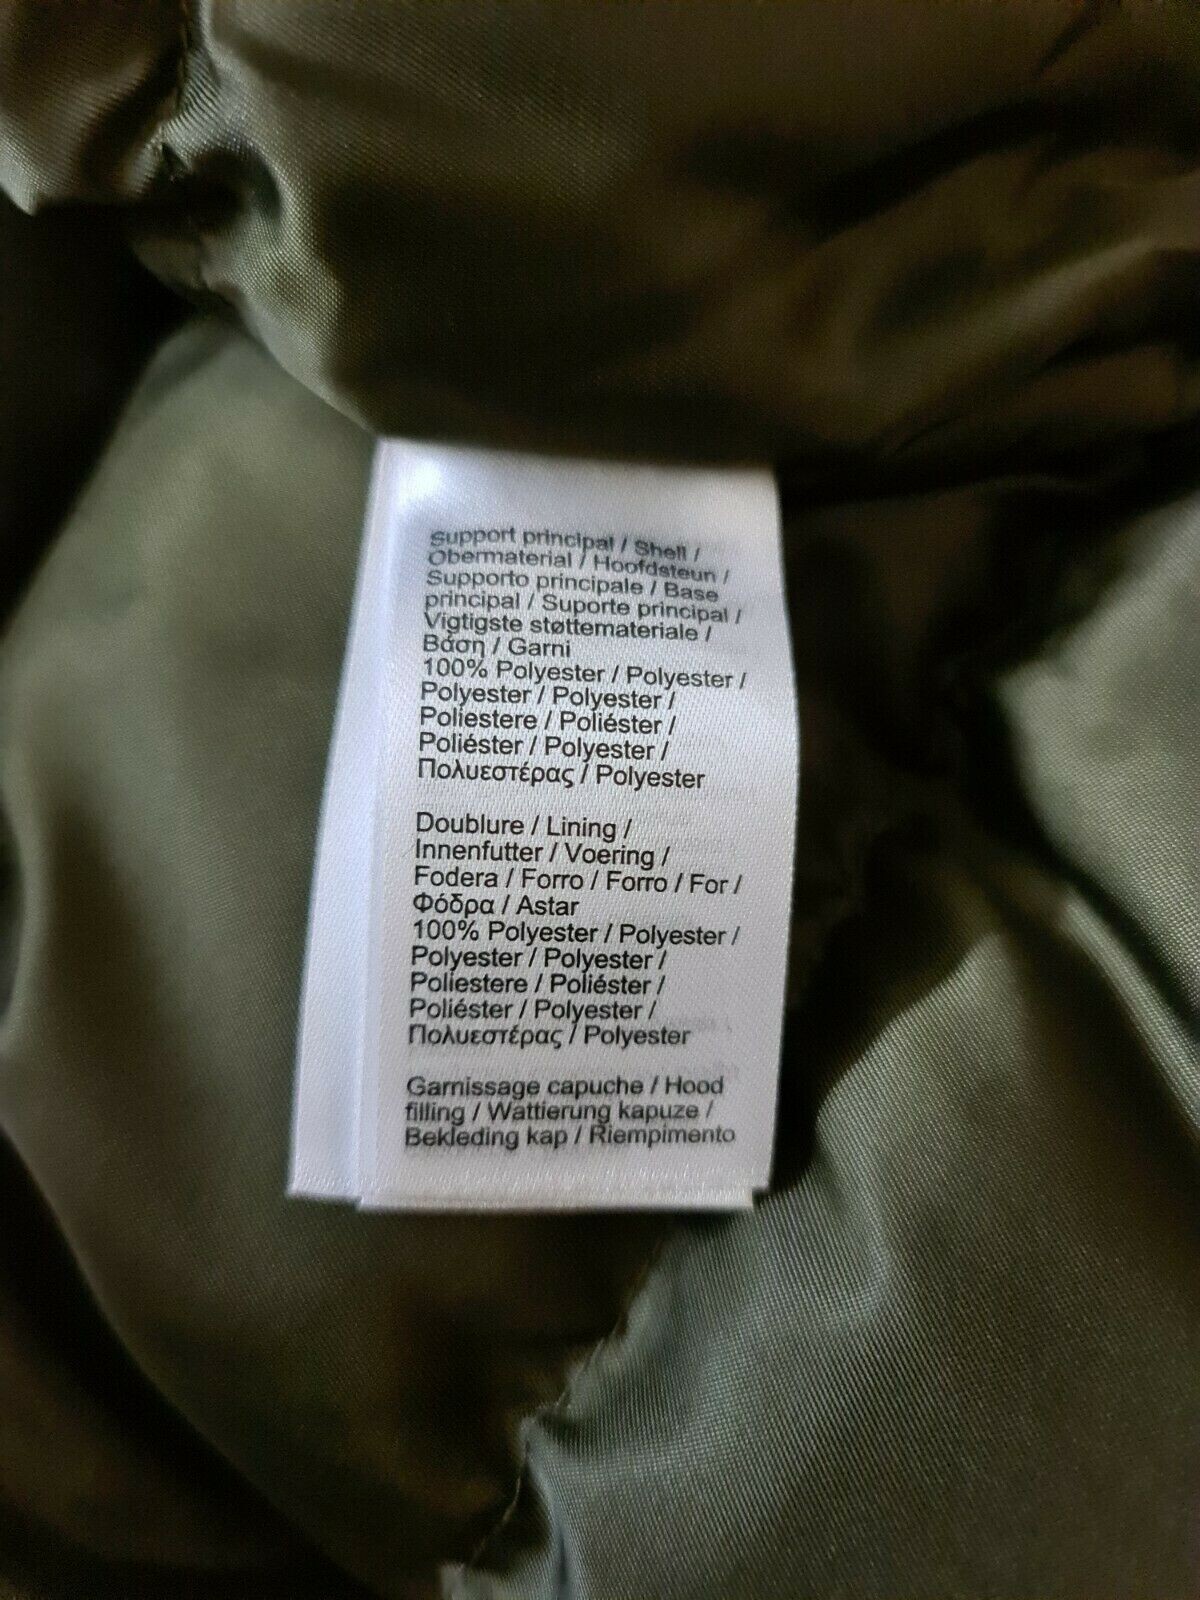 Support principal / Shell /
Obermaterial / Hoofdsteun /
Supporto principale / Base
principal / Suporte principal /
Vigtigste støttemateriale /
Βάση / Garni
100% Polyester / Polyester /
Polyester / Polyester /
Poliestere / Poliéster /
Poliéster / Polyester /
Πολυεστέρας / Polyester
Doublure / Lining /
Innenfutter / Voering /
Fodera / Forro / Forro / For /
Φόδρα / Astar
100% Polyester / Polyester /
Polyester / Polyester /
Poliestere / Poliéster /
Poliéster / Polyester /
Πολυεστέρας / Polyester
Garnissage capuche / Hood
filling / Wattierung kapuze /
Bekleding kap / Riempimento